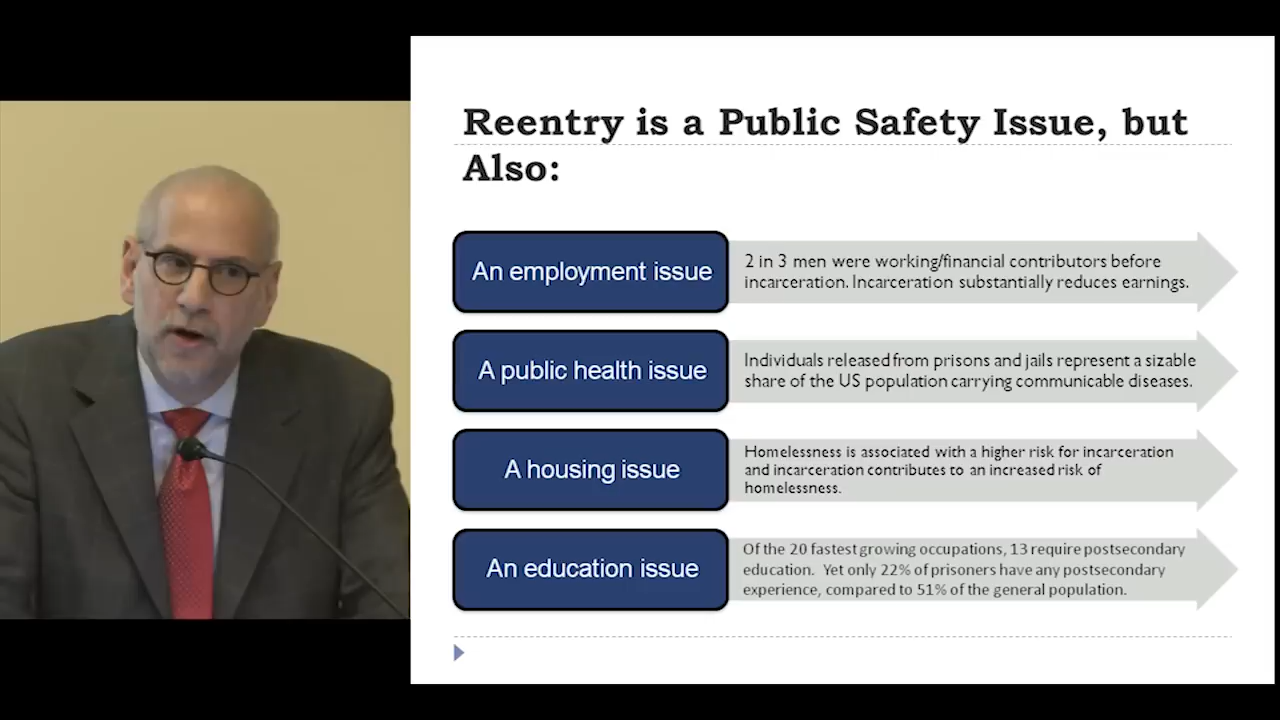 Reentry is a Public Safety Issue, but
Also:
An employment issue
2 in 3 men were working/financial contributors before
incarceration. Incarceration substantially reduces earnings.
A public health issue
Individuals released from prisons and jails represent a sizable
share of the US population carrying communicable diseases.
A housing issue
Homelessness is associated with a higher risk for incarceration
and incarceration contributes to an increased risk of
homelessness.
An education issue
Of the 20 fastest growing occupations, 13 require postsecondary
education. Yet only 22% of prisoners have any postsecondary
experience, compared to 51% of the general population.